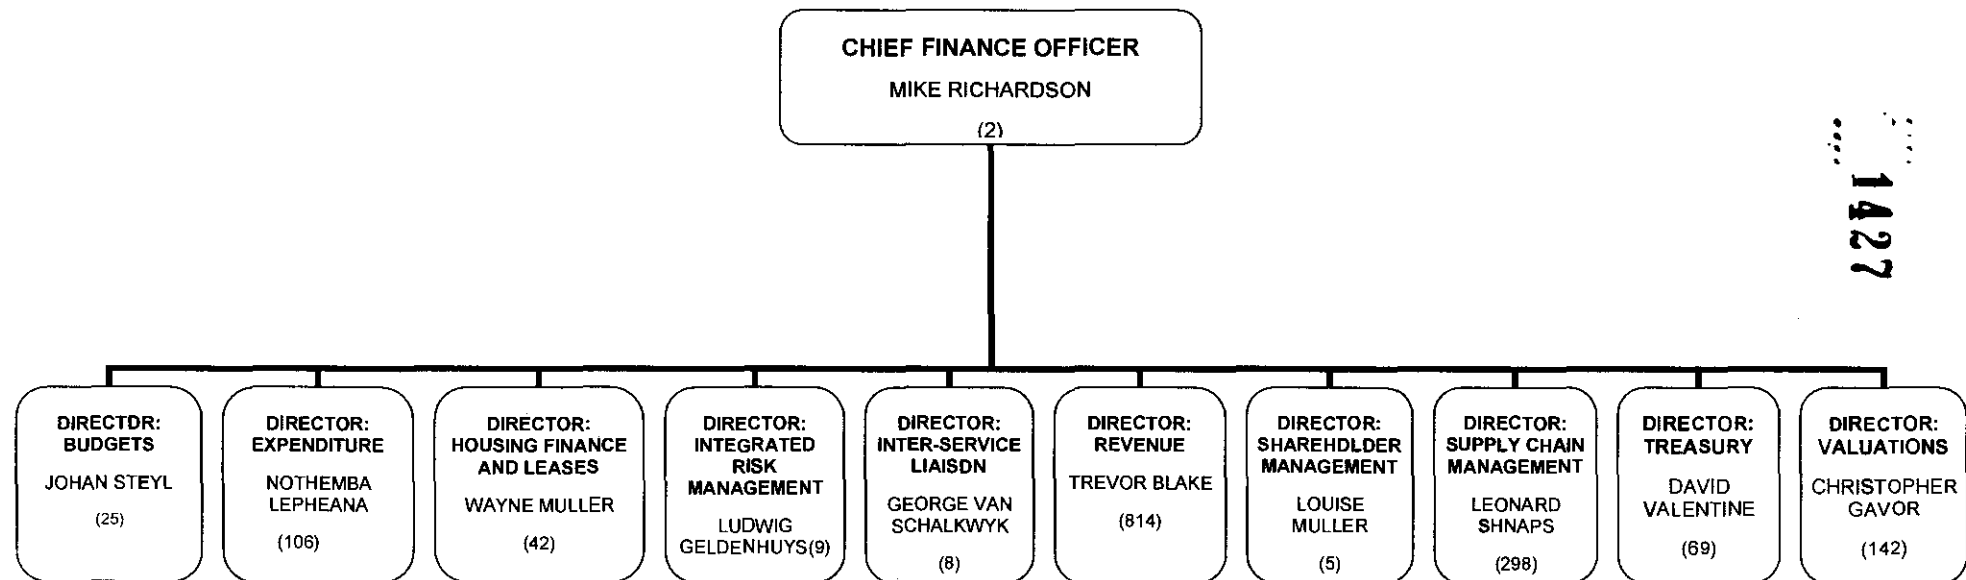 CHIEF FINANCE OFFICER
MIKE RICHARDSON
(2)
1427
DIRECTDR:
BUDGETS
JOHAN STEYL
(25)
DIRECTOR:
EXPENDITURE
NOTHEMBA
LEPHEANA
(106)
DIRECTOR:
HOUSING FINANCE
AND LEASES
WAYNE MULLER
(42)
DIRECTOR:
INTEGRATED
RISK
MANAGEMENT
LUDWIG
GELDENHUYS(9)
DIRECTOR:
INTER-SERVICE
LIAISDN
GEORGE VAN
SCHALKWYK
(8)
DIRECTOR:
REVENUE
TREVOR BLAKE
(814)
DIRECTOR:
SHAREHDLDER
MANAGEMENT
LOUISE
MULLER
(5)
DIRECTOR:
SUPPLY CHAIN
MANAGEMENT
LEONARD
SHNAPS
(298)
DIRECTOR:
TREASURY
DAVID
VALENTINE
(69)
DIRECTOR:
VALUATIONS
CHRISTOPHER
GAVOR
(142)